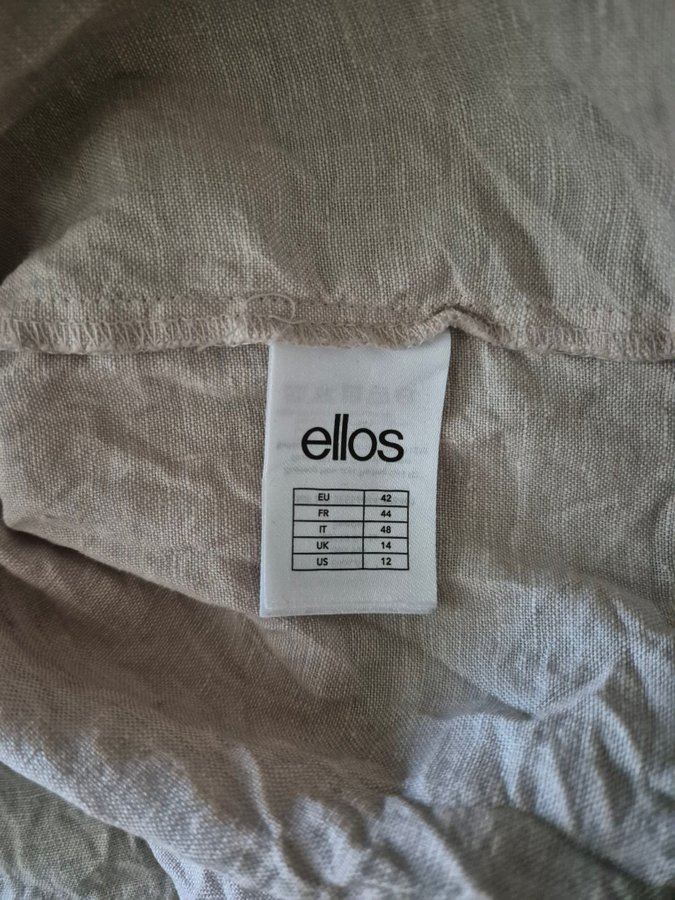 ellos
EU 42
FR 44
IT 48
UK 14
US 12